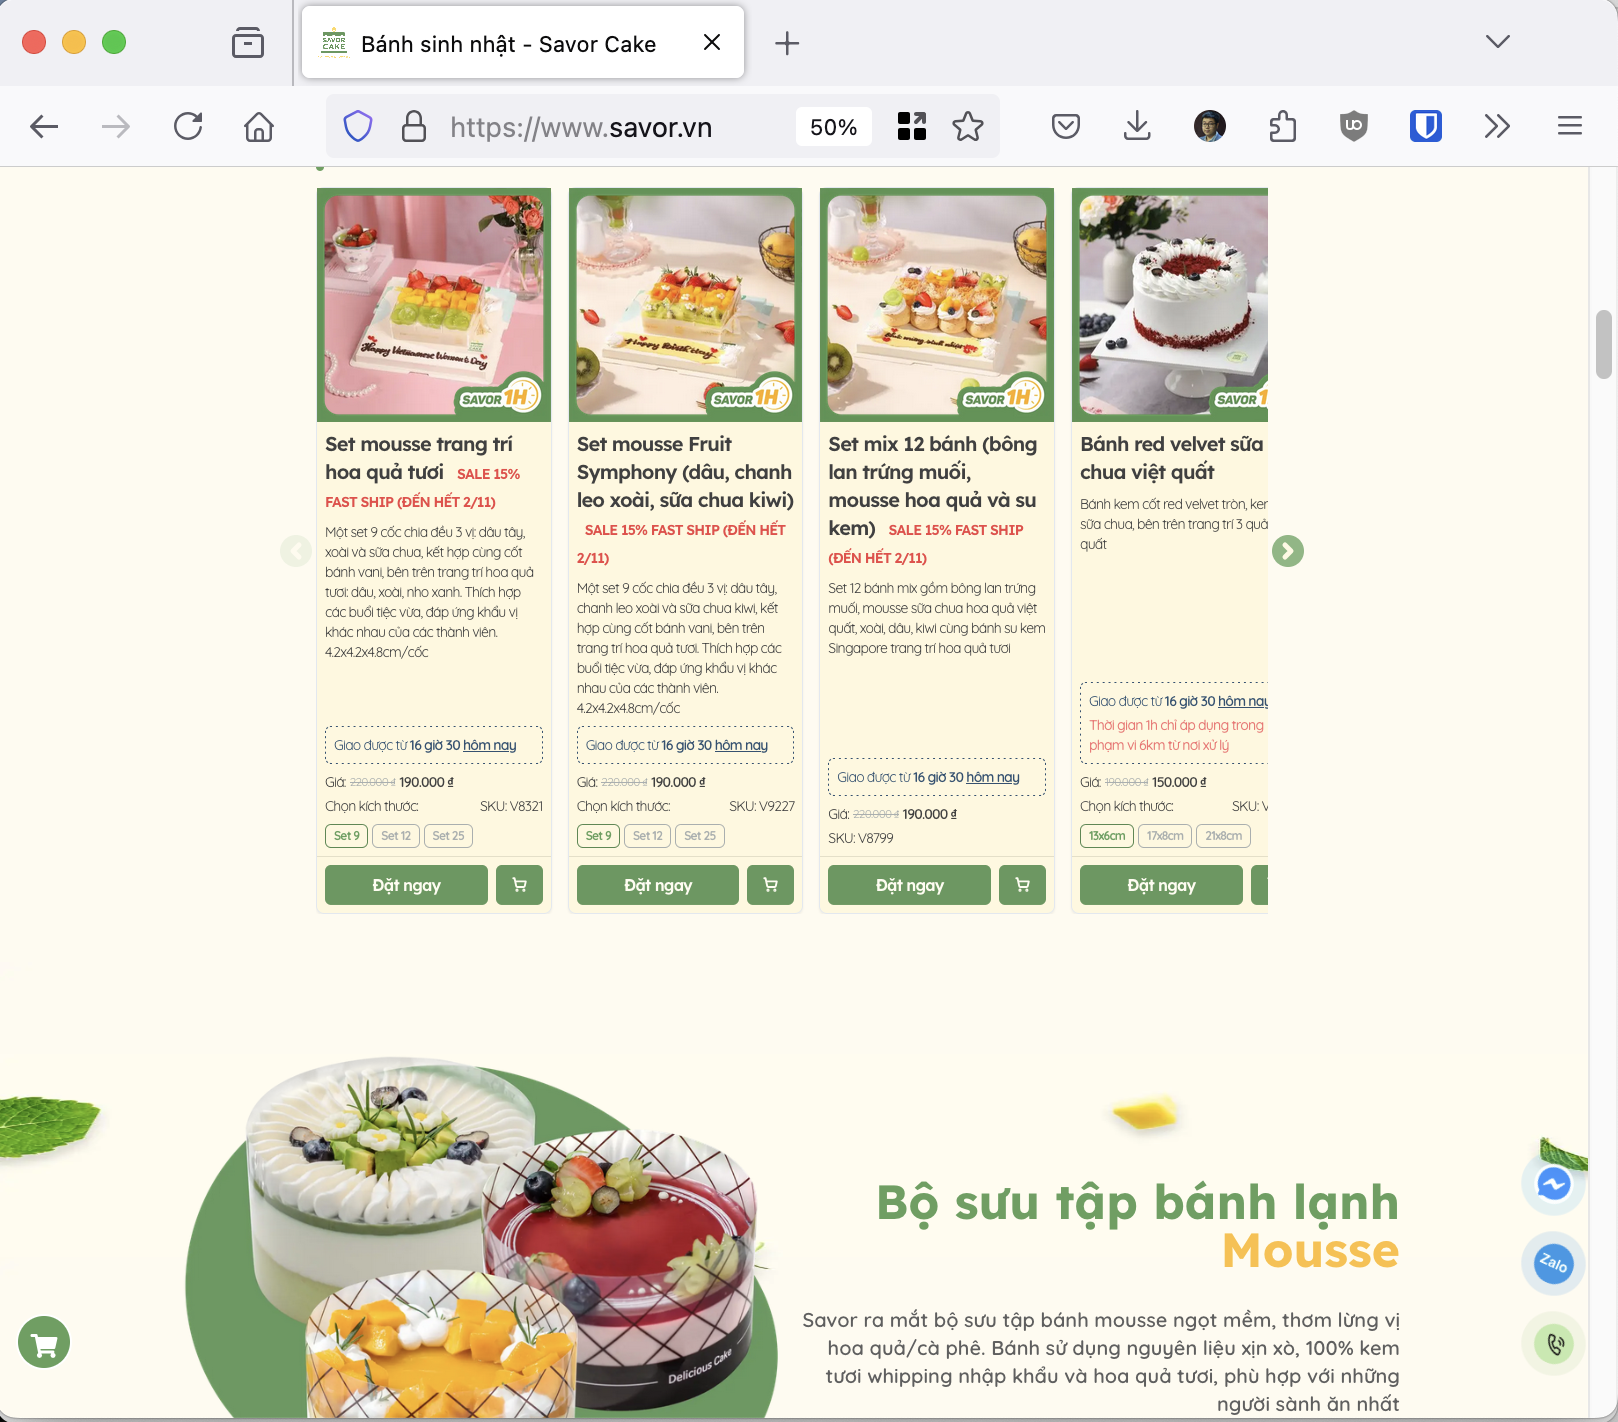 SAVOR CAKE
Bánh sinh nhật - Savor Cake
https://www.savor.vn
50%
Happy Vietnamese Women's Day
SAVOR 1H
Set mousse trang trí
hoa quả tươi SALE 15%
FAST SHIP (ĐẾN HẾT 2/11)
Một set 9 cốc chia đều 3 vị: dâu tây,
xoài và sữa chua, kết hợp cùng cốt
bánh vani, bên trên trang trí hoa quả
tươi: dâu, xoài, nho xanh. Thích hợp
các buổi tiệc vừa, đáp ứng khẩu vị
khác nhau của các thành viên.
4.2x4.2x4.8cm/cốc
Giao được từ 16 giờ 30 hôm nay
Giá: 220.000 ₫ 190.000 ₫
Chọn kích thước: SKU: V8321
Set 9 Set 12 Set 25
Đặt ngay
Happy Birthday
SAVOR 1H
Set mousse Fruit
Symphony (dâu, chanh
leo xoài, sữa chua kiwi)
SALE 15% FAST SHIP (ĐẾN HẾT
2/11)
Một set 9 cốc chia đều 3 vị: dâu tây,
chanh leo xoài và sữa chua kiwi, kết
hợp cùng cốt bánh vani, bên trên
trang trí hoa quả tươi. Thích hợp các
buổi tiệc vừa, đáp ứng khẩu vị khác
nhau của các thành viên.
4.2x4.2x4.8cm/cốc
Giao được từ 16 giờ 30 hôm nay
Giá: 220.000 ₫ 190.000 ₫
Chọn kích thước: SKU: V9227
Set 9 Set 12 Set 25
Đặt ngay
SAVOR 1H
Set mix 12 bánh (bông
lan trứng muối,
mousse hoa quả và su
kem) SALE 15% FAST SHIP
(ĐẾN HẾT 2/11)
Set 12 bánh mix gồm bông lan trứng
muối, mousse sữa chua hoa quả việt
quất, xoài, dâu, kiwi cùng bánh su kem
Singapore trang trí hoa quả tươi
Giao được từ 16 giờ 30 hôm nay
Giá: 220.000 ₫ 190.000 ₫
SKU: V8799
Đặt ngay
SAVOR 1
Bánh red velvet sữa
chua việt quất
Bánh kem cốt red velvet tròn, kem
sữa chua, bên trên trang trí 3 quả
quất
Giao được từ 16 giờ 30 hôm nay
Thời gian 1h chỉ áp dụng trong
phạm vi 6km từ nơi xử lý
Giá: 190.000 ₫ 150.000 ₫
Chọn kích thước: SKU: V
13x6cm 17x8cm 21x8cm
Đặt ngay
Delicious Cake
Bộ sưu tập bánh lạnh
Mousse
Savor ra mắt bộ sưu tập bánh mousse ngọt mềm, thơm lừng vị
hoa quả/cà phê. Bánh sử dụng nguyên liệu xịn xò, 100% kem
tươi whipping nhập khẩu và hoa quả tươi, phù hợp với những
người sành ăn nhất
Zalo